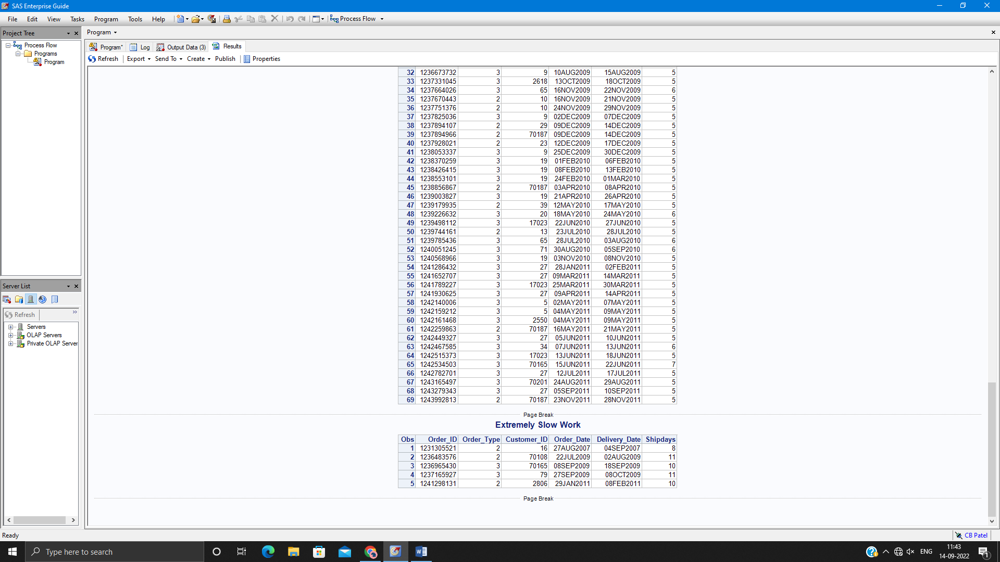 SAS Enterprise Guide
File Edit View Tasks Program Tools Help Process Flow
Project Tree
Process Flow
Programs
Program
Program
Program* Log Output Data (3) Results
Refresh Export Send To Create Publish Properties
32 1236673732 3 9 10AUG2009 15AUG2009 5
33 1237331045 3 2618 13OCT2009 18OCT2009 5
34 1237664026 3 65 16NOV2009 22NOV2009 6
35 1237670443 2 10 16NOV2009 21NOV2009 5
36 1237751376 2 10 24NOV2009 29NOV2009 5
37 1237825036 3 9 02DEC2009 07DEC2009 5
38 1237894107 2 29 09DEC2009 14DEC2009 5
39 1237894966 2 70187 09DEC2009 14DEC2009 5
40 1237928021 2 23 12DEC2009 17DEC2009 5
41 1238053337 3 9 25DEC2009 30DEC2009 5
42 1238370259 3 19 01FEB2010 06FEB2010 5
43 1238426415 3 19 08FEB2010 13FEB2010 5
44 1238553101 3 19 24FEB2010 01MAR2010 5
45 1238856867 2 70187 03APR2010 08APR2010 5
46 1239003827 3 19 21APR2010 26APR2010 5
47 1239179935 2 39 12MAY2010 17MAY2010 5
48 1239226632 3 20 18MAY2010 24MAY2010 6
49 1239498112 3 17023 22JUN2010 27JUN2010 5
50 1239744161 2 13 23JUL2010 28JUL2010 5
51 1239785436 3 65 28JUL2010 03AUG2010 6
52 1240051245 3 71 30AUG2010 05SEP2010 6
53 1240568966 3 19 03NOV2010 08NOV2010 5
54 1241286432 3 27 28JAN2011 02FEB2011 5
55 1241652707 3 27 09MAR2011 14MAR2011 5
56 1241789227 3 17023 25MAR2011 30MAR2011 5
57 1241930625 3 27 09APR2011 14APR2011 5
58 1242140006 3 5 02MAY2011 07MAY2011 5
59 1242159212 3 5 04MAY2011 09MAY2011 5
60 1242161468 3 2550 04MAY2011 09MAY2011 5
61 1242259863 2 70187 16MAY2011 21MAY2011 5
62 1242449327 3 27 05JUN2011 10JUN2011 5
63 1242467585 3 34 07JUN2011 13JUN2011 6
64 1242515373 3 17023 13JUN2011 18JUN2011 5
65 1242534503 3 70165 15JUN2011 22JUN2011 7
66 1242782701 3 27 12JUL2011 17JUL2011 5
67 1243165497 3 70201 24AUG2011 29AUG2011 5
68 1243279343 3 27 05SEP2011 10SEP2011 5
69 1243992813 2 70187 23NOV2011 28NOV2011 5
Page Break
Extremely Slow Work
Obs Order_ID Order_Type Customer_ID Order_Date Delivery_Date Shipdays
1 1231305521 2 16 27AUG2007 04SEP2007 8
2 1236483576 2 70108 22JUL2009 02AUG2009 11
3 1236965430 3 70165 08SEP2009 18SEP2009 10
4 1237165927 3 79 27SEP2009 08OCT2009 11
5 1241298131 2 2806 29JAN2011 08FEB2011 10
Page Break
Server List
Refresh
Servers
OLAP Servers
Private OLAP Server
Ready
CB Patel
Type here to search
ENG
11:43
14-09-2022
1